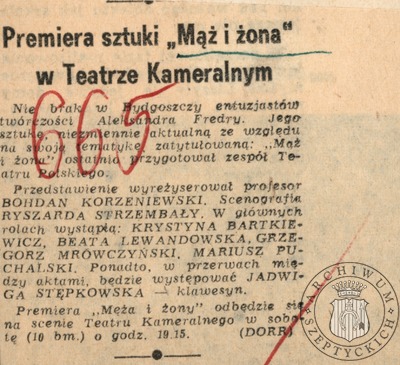 Premiera sztuki „Mąż i żona"
w Teatrze Kameralnym
Nie brak w Bydgoszczy entuzjastów
twórczości Aleksandra Fredry. Jego
sztukę, niezmiennie aktualną ze względu
na swoją tematykę, zatytułowaną: „Mąż
i żona" ostatnio przygotował zespół Te-
atru Polskiego.
665
Przedstawienie wyreżyserował profesor
BOHDAN KORZENIEWSKI. Scenografia
RYSZARDA STRZEMBAŁY. W głównych
rolach wystąpią: KRYSTYNA BARTKIE-
WICZ, BEATA LEWANDOWSKA, GRZE-
GORZ MRÓWCZYŃSKI, MARIUSZ PU-
CHALSKI. Ponadto, w przerwach mię-
dzy aktami, będzie występować JADWI-
GA STĘPKOWSKA — klawesyn.
Premiera „Męża i żony" odbędzie się
na scenie Teatru Kameralnego w sobo-
tę (10 bm.) o godz. 19.15. (DORR)
ARCHIWUM
SZEPTYCKICH